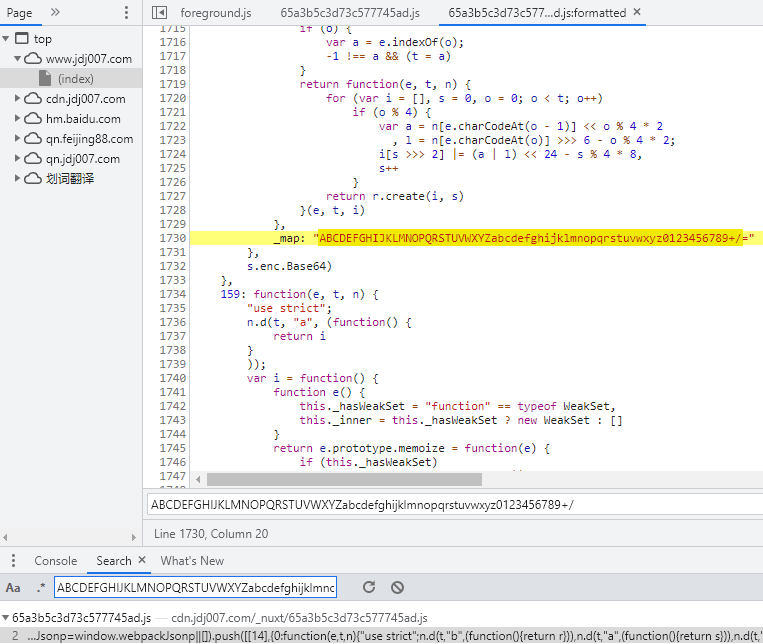 Page
foreground.js 65a3b5c3d73c577745ad.js 65a3b5c3d73c577…d.js:formatted
top
www.jdj007.com
(index)
cdn.jdj007.com
hm.baidu.com
qn.feijing88.com
qn.jdj007.com
划词翻译
1715 if (o) {
1716 var a = e.indexOf(o);
1717 -1 !== a && (t = a)
1718 }
1719 return function(e, t, n) {
1720 for (var i = [], s = 0, o = 0; o < t; o++)
1721 if (o % 4) {
1722 var a = n[e.charCodeAt(o - 1)] << o % 4 * 2
1723 , l = n[e.charCodeAt(o)] >>> 6 - o % 4 * 2;
1724 i[s >>> 2] |= (a | l) << 24 - s % 4 * 8,
1725 s++
1726 }
1727 return r.create(i, s)
1728 }(e, t, i)
1729 },
1730 _map: "ABCDEFGHIJKLMNOPQRSTUVWXYZabcdefghijklmnopqrstuvwxyz0123456789+/="
1731 },
1732 s.enc.Base64)
1733 },
1734 159: function(e, t, n) {
1735 "use strict";
1736 n.d(t, "a", (function() {
1737 return i
1738 }
1739 ));
1740 var i = function() {
1741 function e() {
1742 this._hasWeakSet = "function" == typeof WeakSet,
1743 this._inner = this._hasWeakSet ? new WeakSet : []
1744 }
1745 return e.prototype.memoize = function(e) {
1746 if (this._hasWeakSet)
1747
ABCDEFGHIJKLMNOPQRSTUVWXYZabcdefghijklmnopqrstuvwxyz0123456789+/
Line 1730, Column 20
Console Search What's New
Aa .* ABCDEFGHIJKLMNOPQRSTUVWXYZabcdefghijklmnc
65a3b5c3d73c577745ad.js — cdn.jdj007.com/_nuxt/65a3b5c3d73c577745ad.js
2 …Jsonp=window.webpackJsonp||[]).push([[14],{0:function(e,t,n){"use strict";n.d(t,"b",(function(){return r})),n.d(t,"a",(function(){return s})),n.d(t,